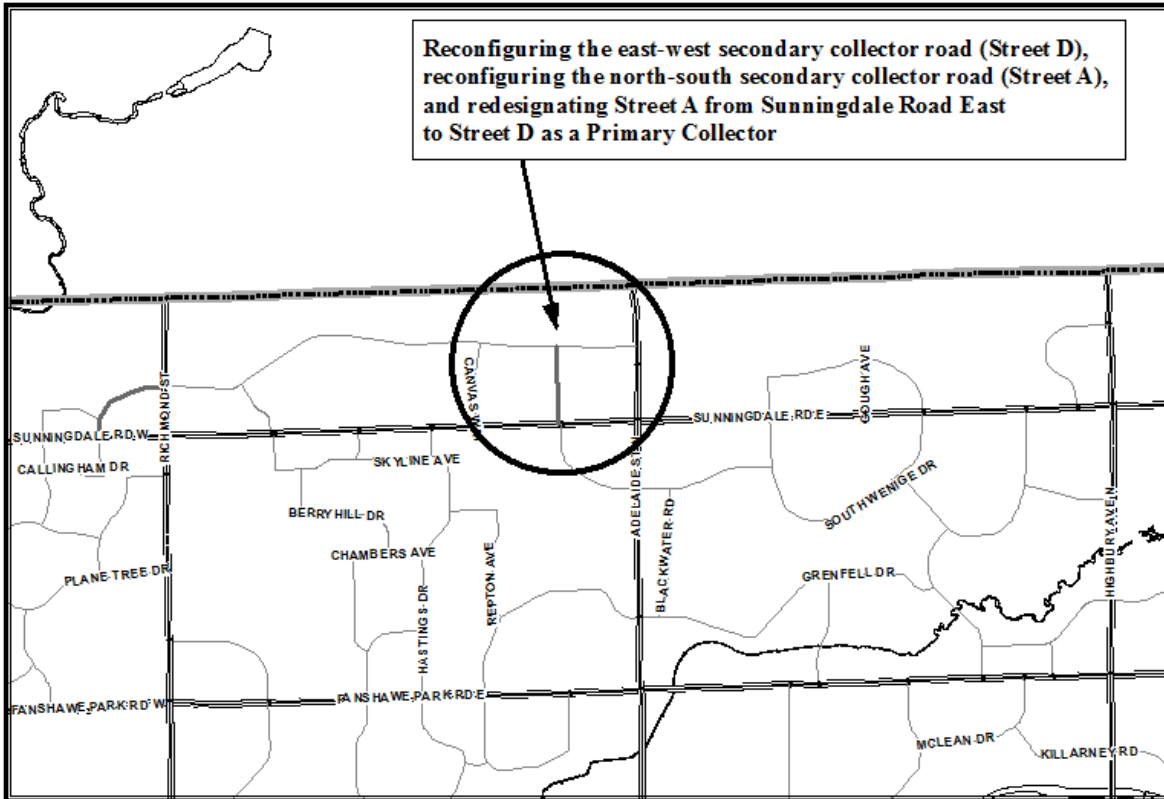 Reconfiguring the east-west secondary collector road (Street D),
reconfiguring the north-south secondary collector road (Street A),
and redesignating Street A from Sunningdale Road East
to Street D as a Primary Collector
GOUGH AVE
RICHMOND ST
SUNNINGDALE RD E
SUNNINGDALE RD W
SKYLINE AVE
CALLINGHAM DR
ADELAIDE ST N
SOUTH WENIGE DR
BERRYHILL DR
BLACKWATER RD
HIGHBURY AVE N
CHAMBERS AVE
PLANE TREE DR
GRENFELL DR
REPTON AVE
HASTINGS DR
FANSHAWE PARK RD E
FANSHAWE PARK RD W
MCLEAN DR
KILLARNEY RD